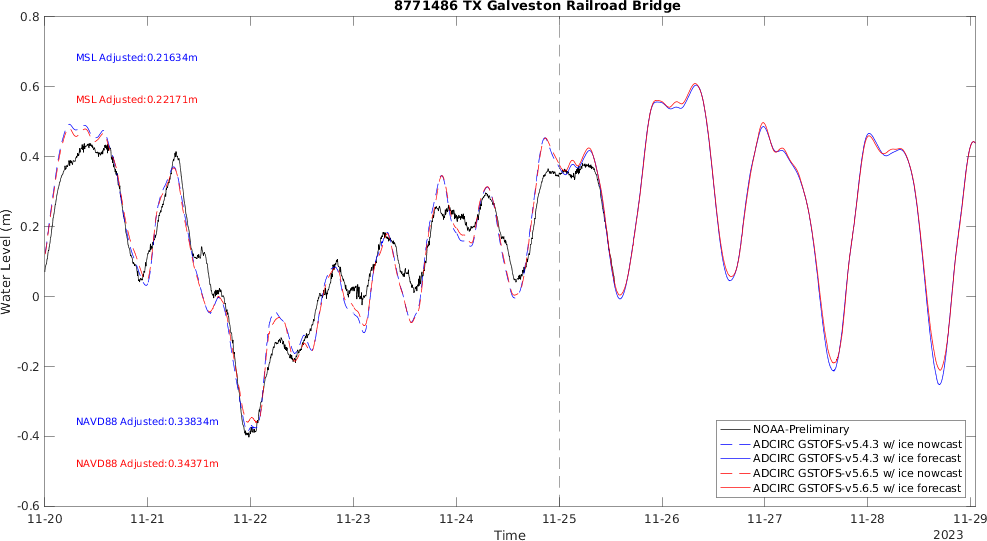 8771486 TX Galveston Railroad Bridge
0.8
0.6
0.4
0.2
0
-0.2
-0.4
-0.6
Water Level (m)
MSL Adjusted:0.21634m
MSL Adjusted:0.22171m
NAVD88 Adjusted:0.33834m
NAVD88 Adjusted:0.34371m
NOAA-Preliminary
ADCIRC GSTOFS-v5.4.3 w/ ice nowcast
ADCIRC GSTOFS-v5.4.3 w/ ice forecast
ADCIRC GSTOFS-v5.6.5 w/ ice nowcast
ADCIRC GSTOFS-v5.6.5 w/ ice forecast
11-20 11-21 11-22 11-23 11-24 11-25 11-26 11-27 11-28 11-29
Time
2023